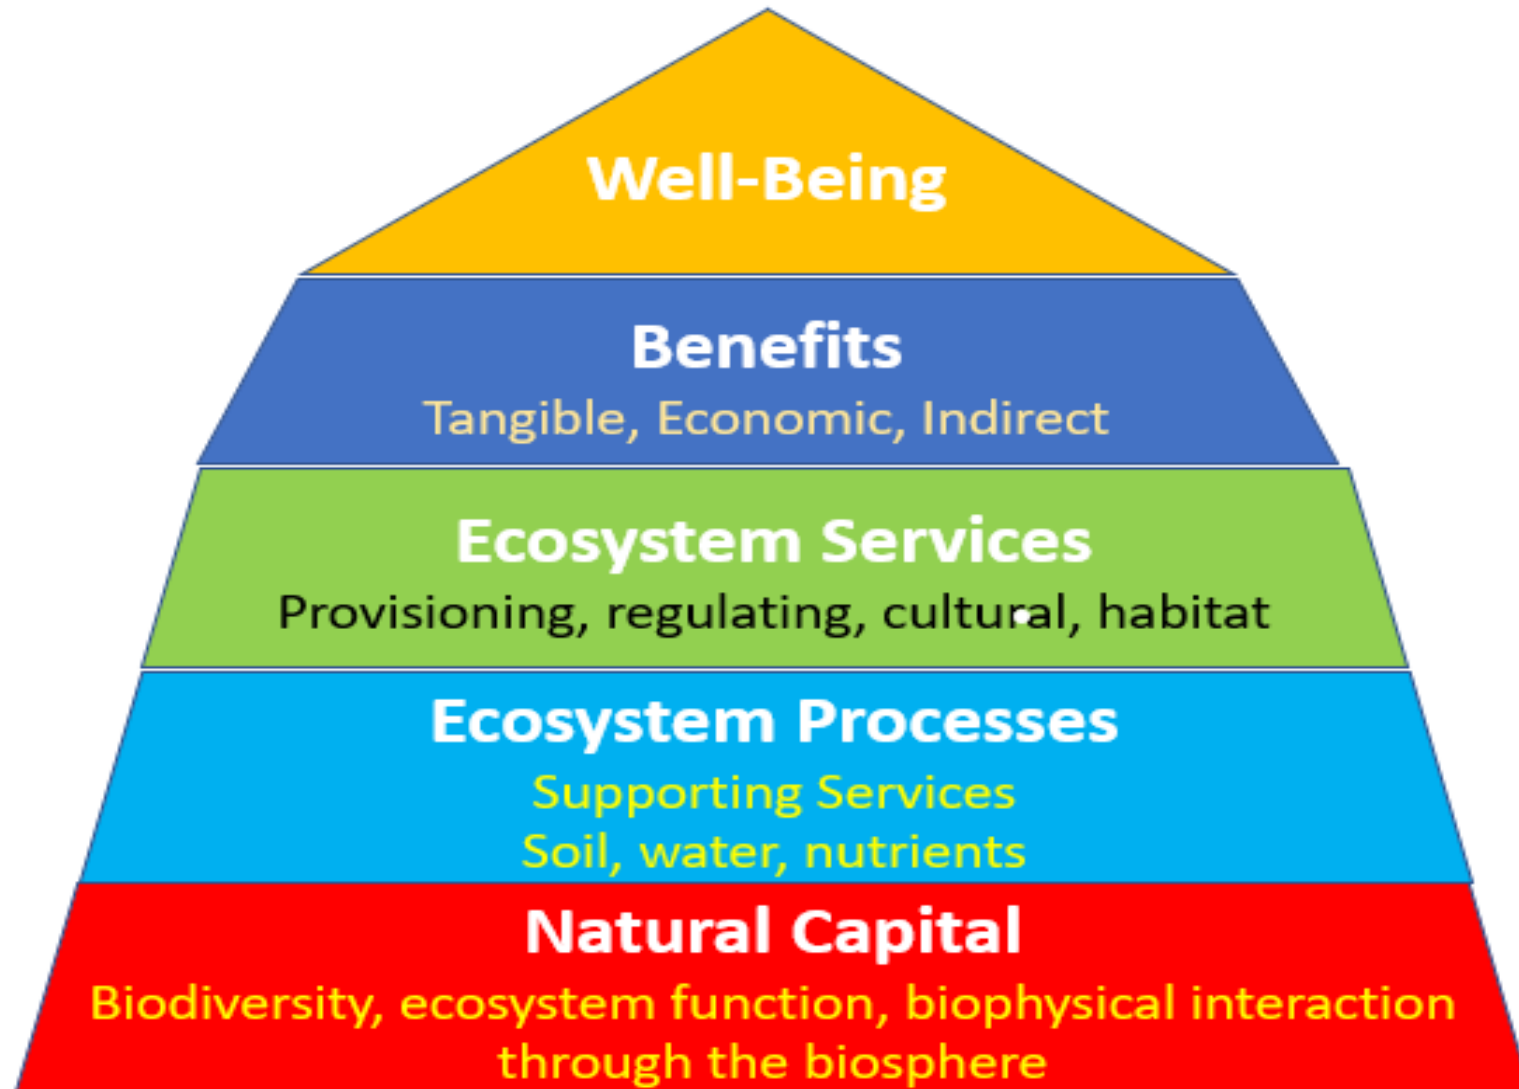 Well-Being
Benefits
Tangible, Economic, Indirect
Ecosystem Services
Provisioning, regulating, cultural, habitat
Ecosystem Processes
Supporting Services
Soil, water, nutrients
Natural Capital
Biodiversity, ecosystem function, biophysical interaction
through the biosphere